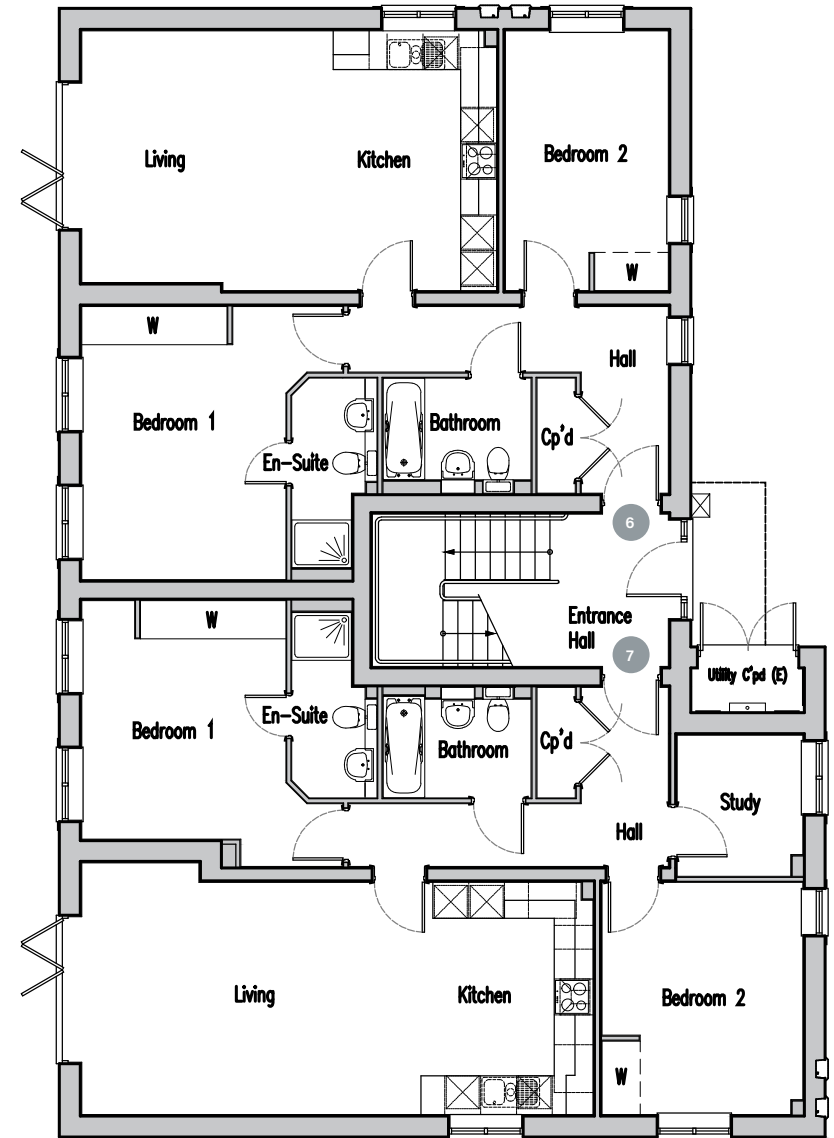 Living
Kitchen
Bedroom 2
W
W
Hall
Bedroom 1
Bathroom
Cp'd
En-Suite
6
Entrance
Hall
W
7
Utility C'pd (E)
En-Suite
Bedroom 1
Bathroom
Cp'd
Study
Hall
Living
Kitchen
Bedroom 2
W